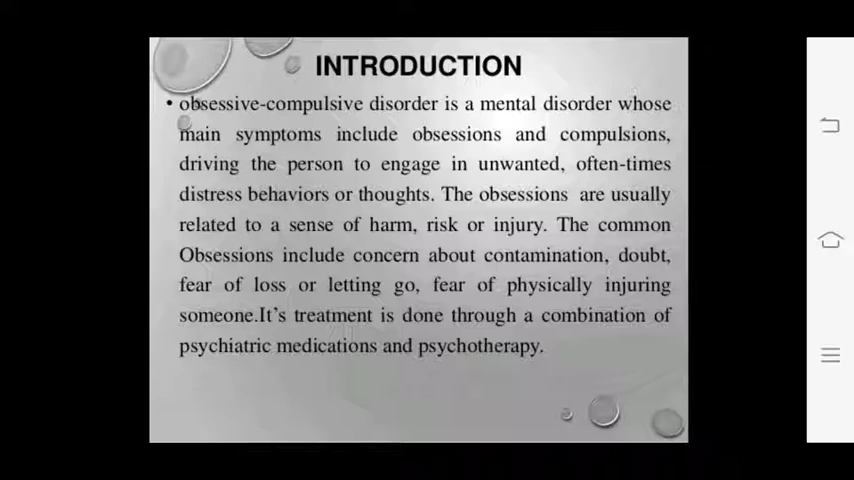 INTRODUCTION
• obsessive-compulsive disorder is a mental disorder whose
main symptoms include obsessions and compulsions,
driving the person to engage in unwanted, often-times
distress behaviors or thoughts. The obsessions are usually
related to a sense of harm, risk or injury. The common
Obsessions include concern about contamination, doubt,
fear of loss or letting go, fear of physically injuring
someone.It's treatment is done through a combination of
psychiatric medications and psychotherapy.